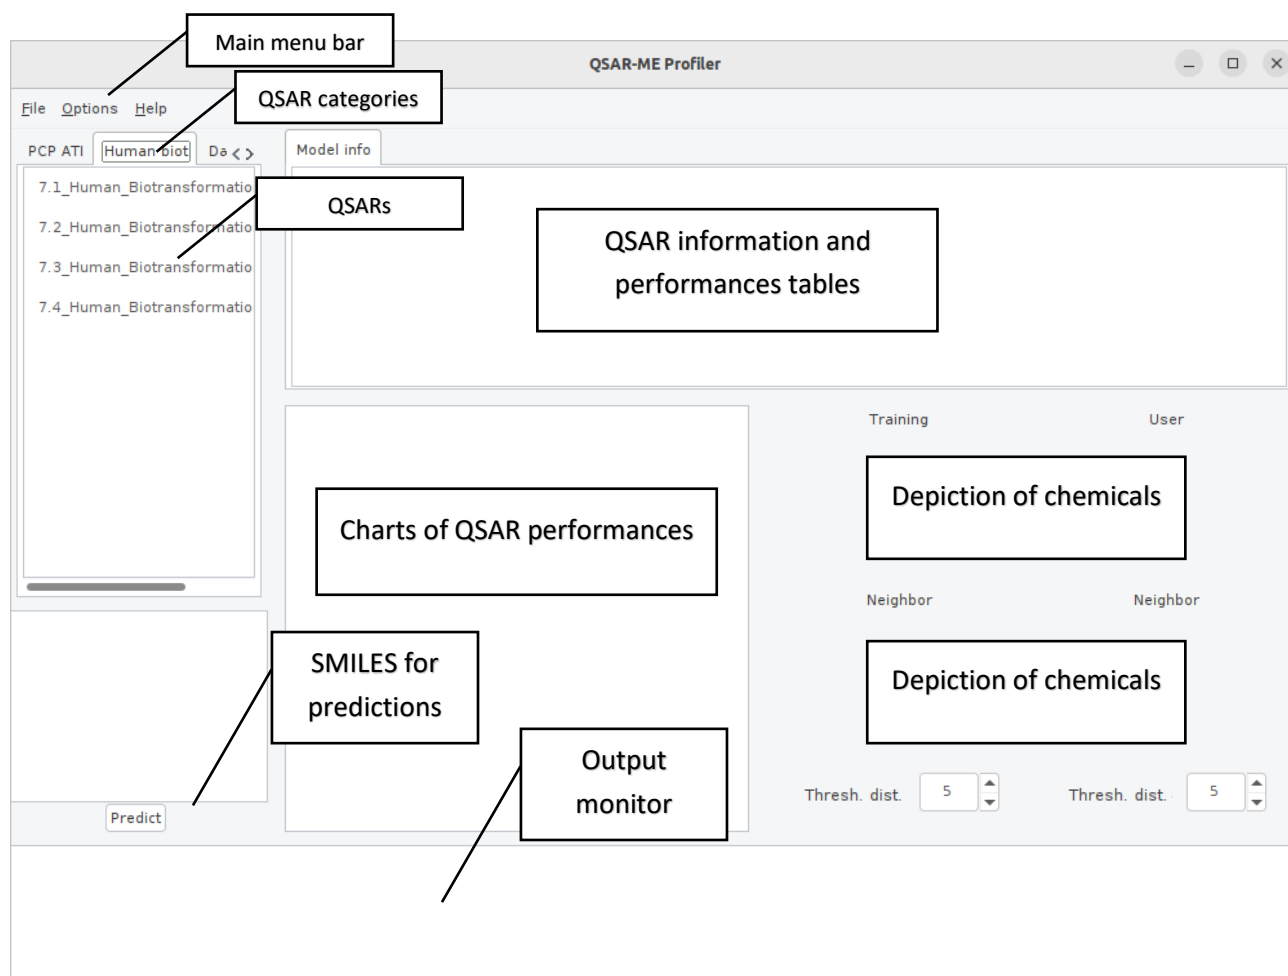 Main menu bar
QSAR-ME Profiler
QSAR categories
File Options Help
PCP ATI Human biot Da
Model info
7.1_Human_Biotransformatio
QSARs
7.2_Human_Biotransformatio
7.3_Human_Biotransformatio
7.4_Human_Biotransformatio
QSAR information and
performances tables
Training User
Depiction of chemicals
Charts of QSAR performances
Neighbor Neighbor
Depiction of chemicals
SMILES for
predictions
Output
monitor
Thresh. dist. 5 Thresh. dist. 5
Predict